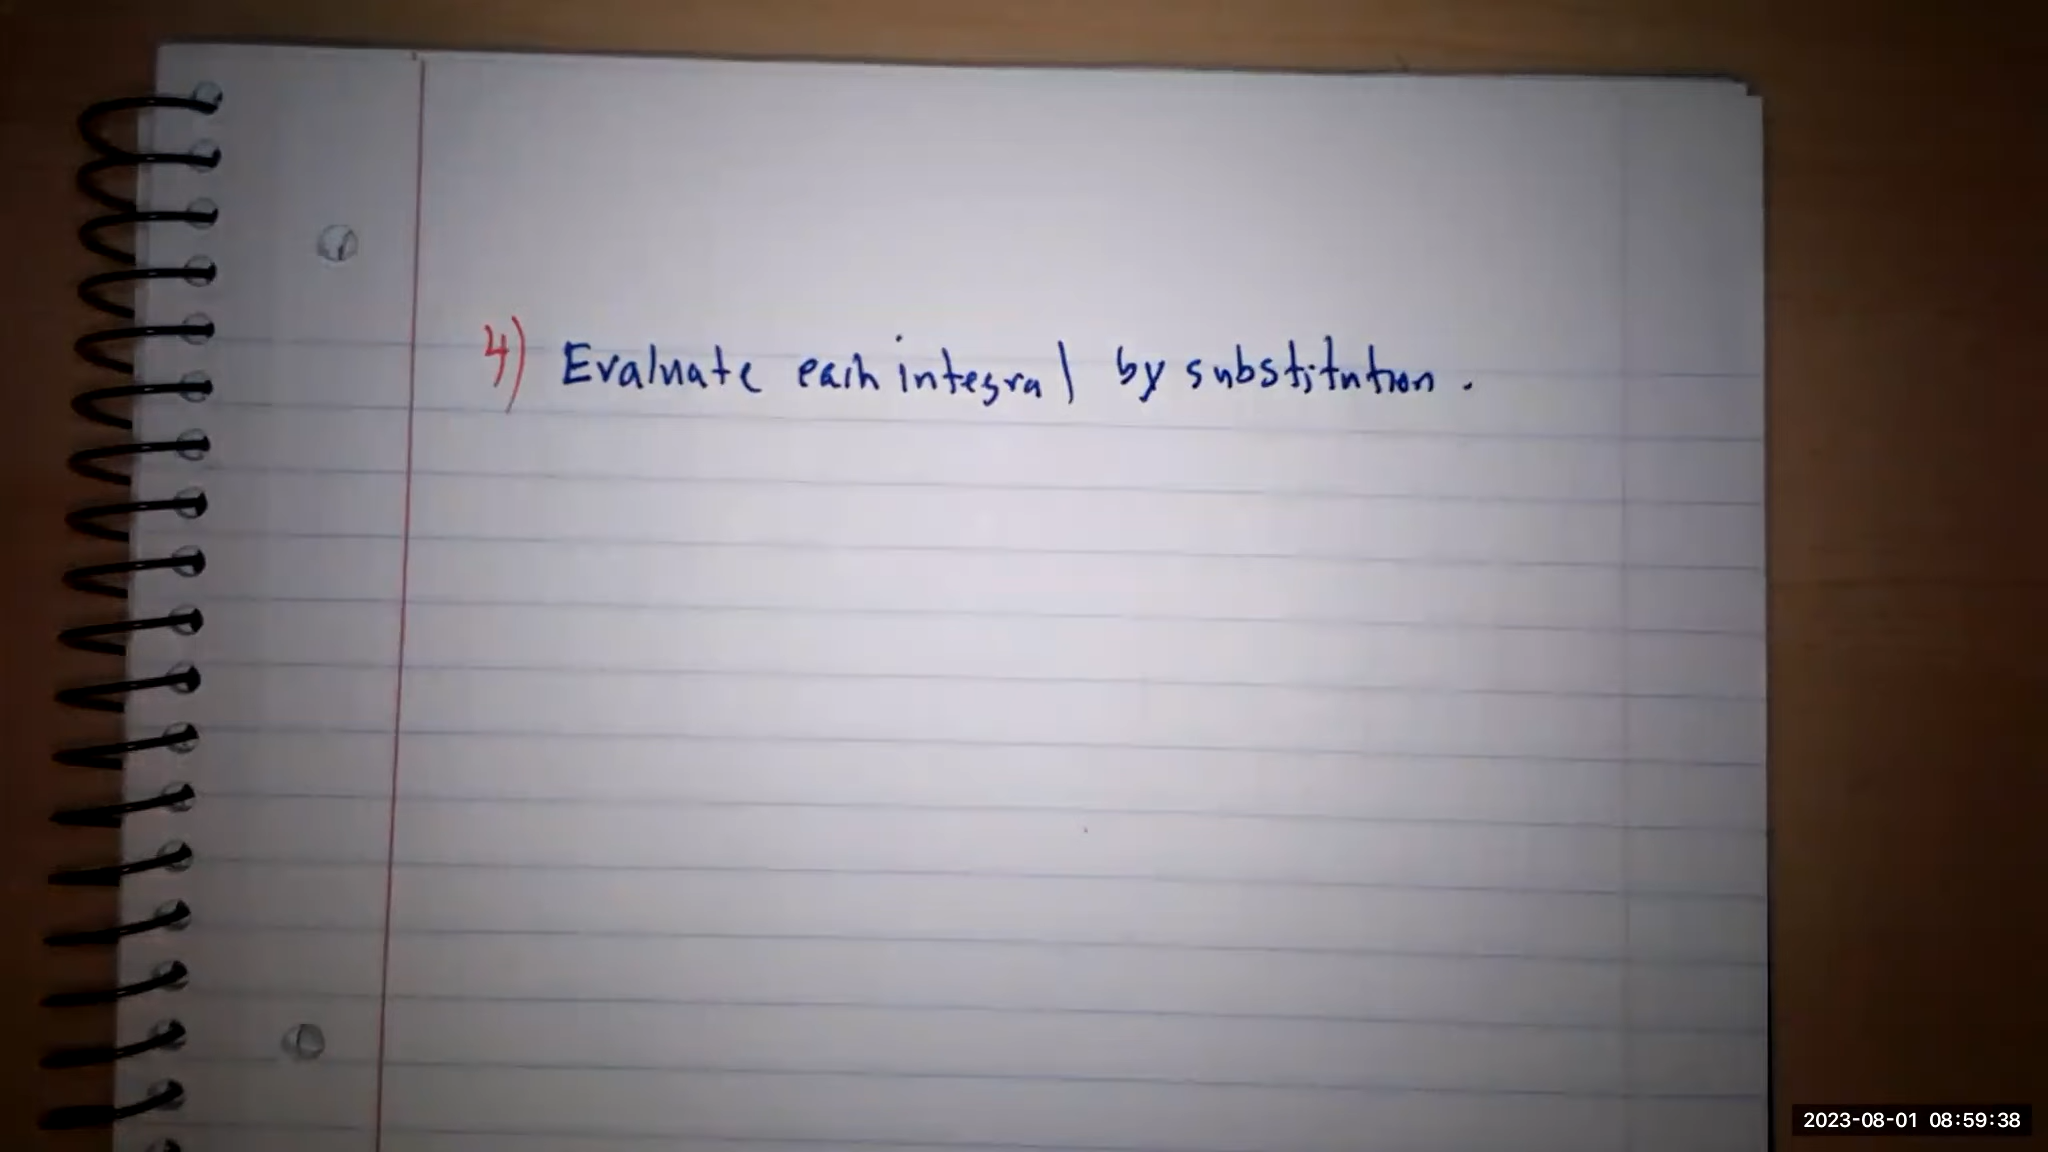 4) Evaluate each integral by substitution.
2023-08-01 08:59:38